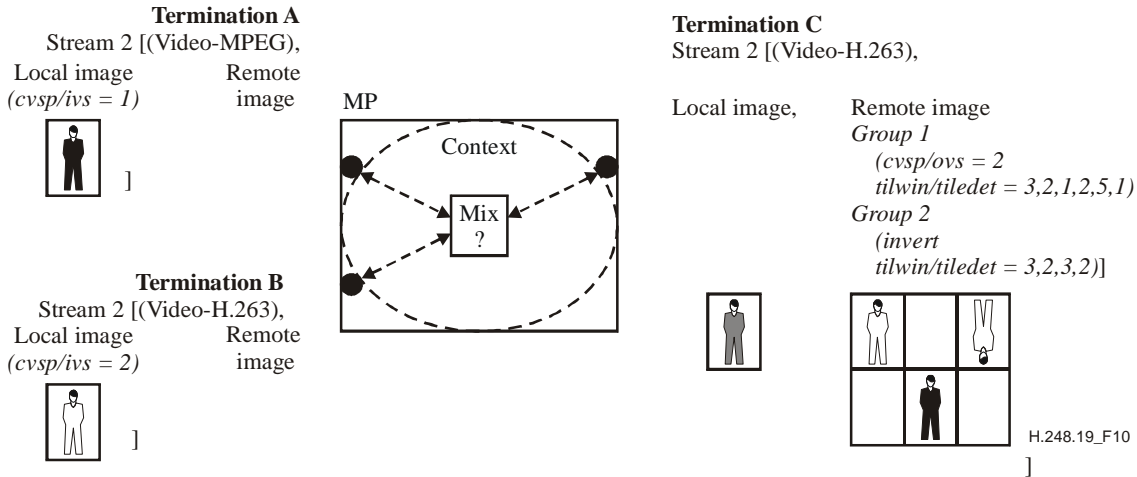 Termination A
Stream 2 [(Video-MPEG),
Local image
(cvsp/ivs = 1)
Remote
image
]
Termination B
Stream 2 [(Video-H.263),
Local image
(cvsp/ivs = 2)
Remote
image
]
MP
Context
Mix
?
Termination C
Stream 2 [(Video-H.263),
Local image,
Remote image
Group 1
(cvsp/ovs = 2
tilwin/tiledet = 3,2,1,2,5,1)
Group 2
(invert
tilwin/tiledet = 3,2,3,2)]
H.248.19_F10
]